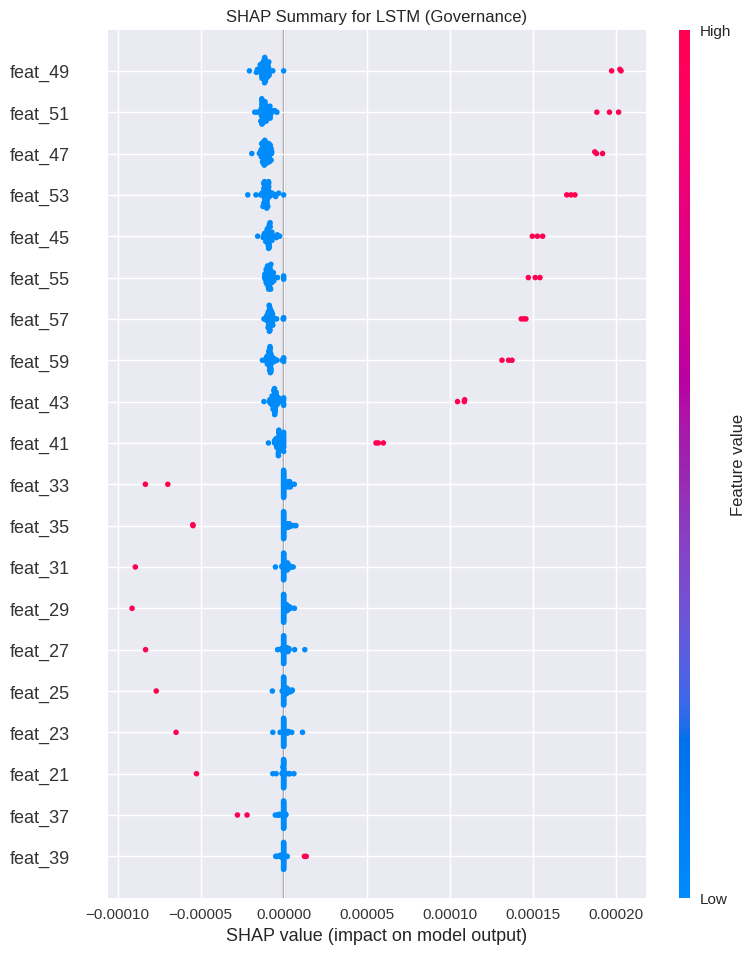 SHAP Summary for LSTM (Governance)
High
feat_49
feat_51
feat_47
feat_53
feat_45
feat_55
feat_57
feat_59
feat_43
feat_41
feat_33
feat_35
feat_31
feat_29
feat_27
feat_25
feat_23
feat_21
feat_37
feat_39
Feature value
Low
−0.00010 −0.00005 0.00000 0.00005 0.00010 0.00015 0.00020
SHAP value (impact on model output)